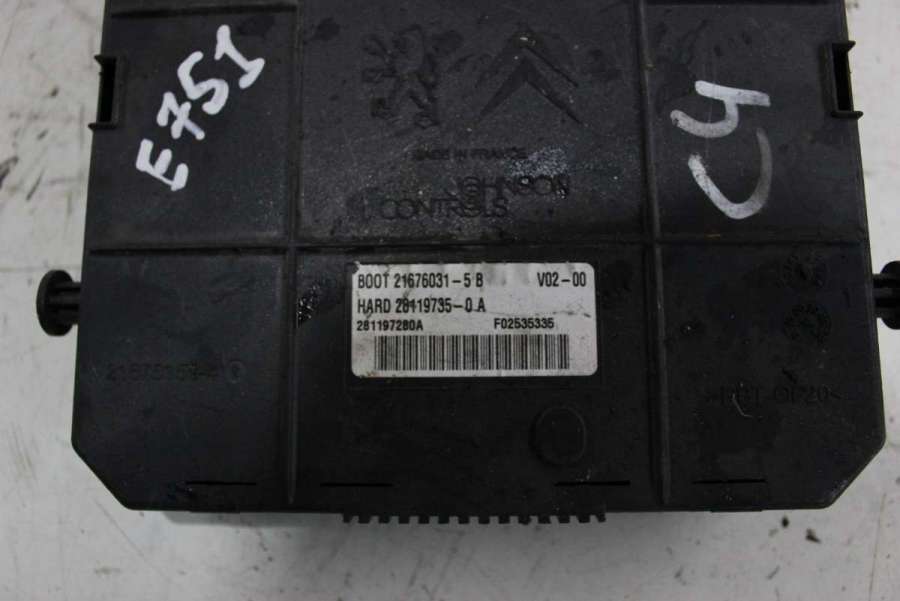 E751
C4
MADE IN FRANCE
JOHNSON
CONTROLS
BOOT 21676031-5 B V02-00
HARD 28119735-0 A
281197280A F02535335